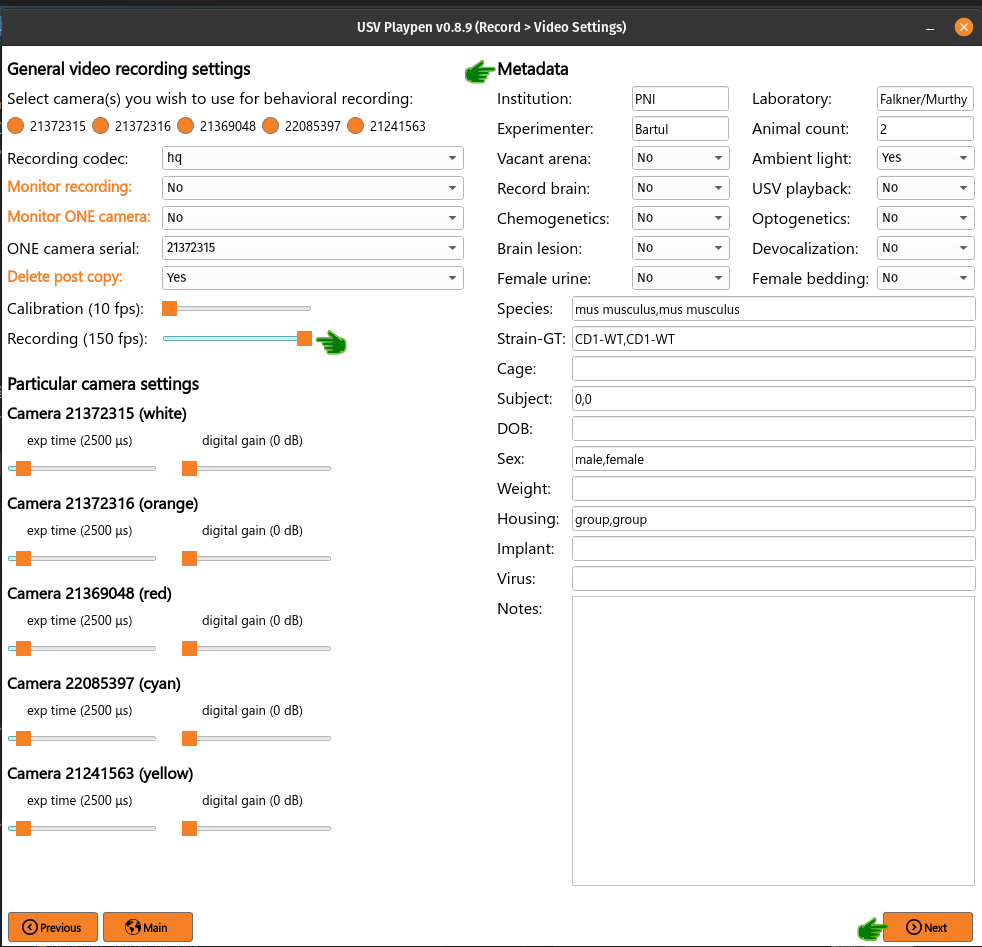 USV Playpen v0.8.9 (Record > Video Settings)
General video recording settings
Select camera(s) you wish to use for behavioral recording:
21372315 21372316 21369048 22085397 21241563
Recording codec: hq
Monitor recording: No
Monitor ONE camera: No
ONE camera serial: 21372315
Delete post copy: Yes
Calibration (10 fps):
Recording (150 fps):
Particular camera settings
Camera 21372315 (white)
exp time (2500 µs) digital gain (0 dB)
Camera 21372316 (orange)
exp time (2500 µs) digital gain (0 dB)
Camera 21369048 (red)
exp time (2500 µs) digital gain (0 dB)
Camera 22085397 (cyan)
exp time (2500 µs) digital gain (0 dB)
Camera 21241563 (yellow)
exp time (2500 µs) digital gain (0 dB)
Metadata
Institution: PNI Laboratory: Falkner/Murthy
Experimenter: Bartul Animal count: 2
Vacant arena: No Ambient light: Yes
Record brain: No USV playback: No
Chemogenetics: No Optogenetics: No
Brain lesion: No Devocalization: No
Female urine: No Female bedding: No
Species: mus musculus,mus musculus
Strain-GT: CD1-WT,CD1-WT
Cage:
Subject: 0,0
DOB:
Sex: male,female
Weight:
Housing: group,group
Implant:
Virus:
Notes:
Previous Main Next